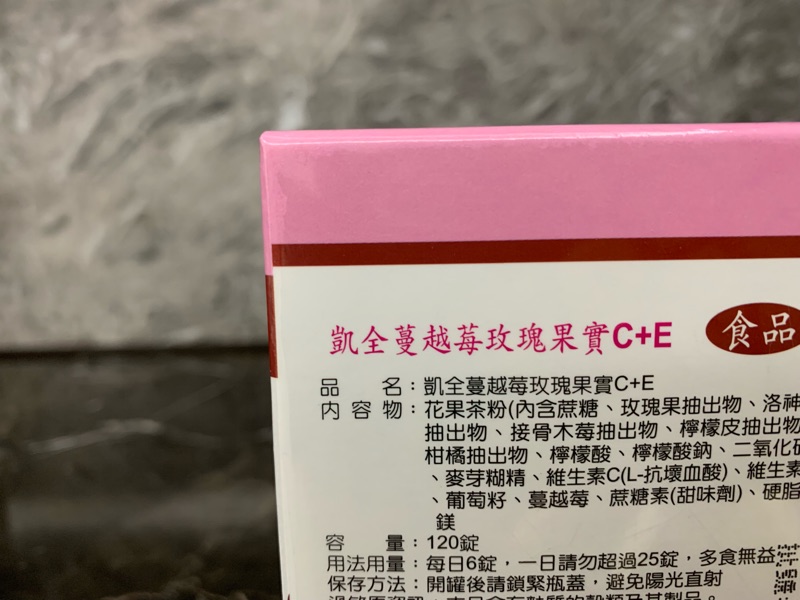 凱全蔓越莓玫瑰果實C+E
食品
品　名：凱全蔓越莓玫瑰果實C+E
內容物：花果茶粉(內含蔗糖、玫瑰果抽出物、洛神
抽出物、接骨木莓抽出物、檸檬皮抽出物
柑橘抽出物、檸檬酸、檸檬酸鈉、二氧化矽
、麥芽糊精、維生素C(L-抗壞血酸)、維生素
、葡萄籽、蔓越莓、蔗糖素(甜味劑)、硬脂
鎂
容　量：120錠
用法用量：每日6錠，一日請勿超過25錠，多食無益
保存方法：開罐後請鎖緊瓶蓋，避免陽光直射